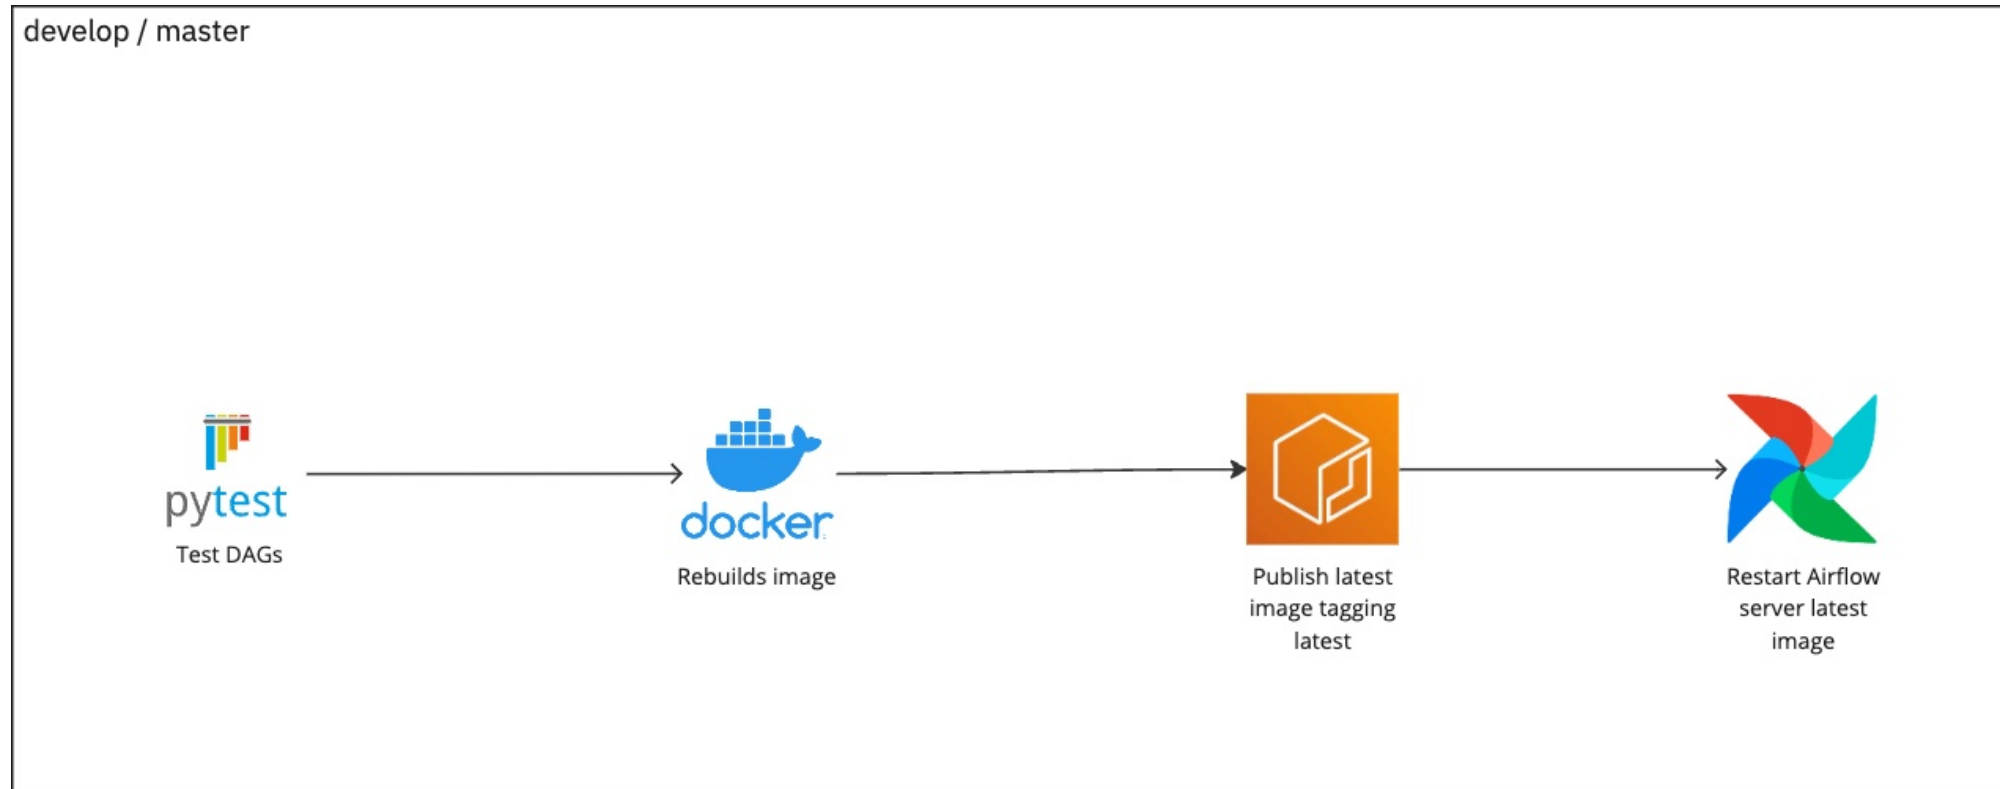 develop / master
pytest
Test DAGs
docker
Rebuilds image
Publish latest
image tagging
latest
Restart Airflow
server latest
image